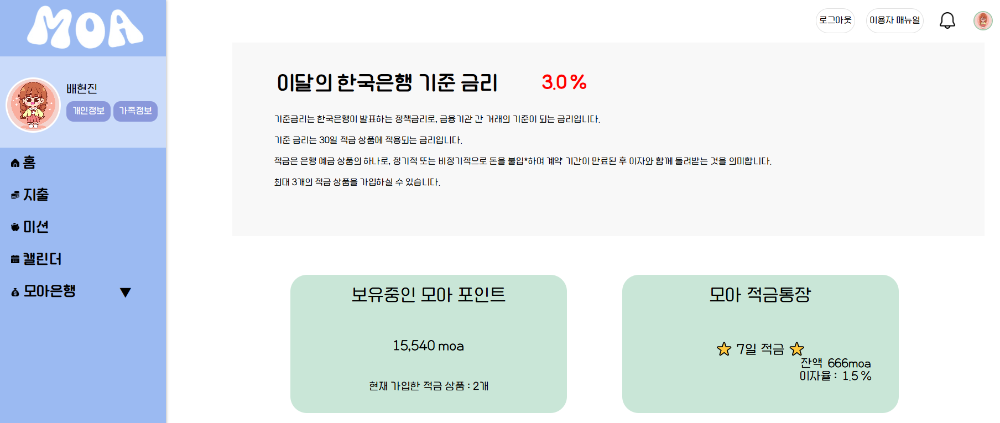 MOA
로그아웃
이용자 매뉴얼
배현진
개인정보
가족정보
홈
지출
미션
캘린더
모아은행 ▼
이달의 한국은행 기준 금리 3.0 %
기준금리는 한국은행이 발표하는 정책금리로, 금융기관 간 거래의 기준이 되는 금리입니다.
기준 금리는 30일 적금 상품에 적용되는 금리입니다.
적금은 은행 예금 상품의 하나로, 정기적 또는 비정기적으로 돈을 불입*하여 계약 기간이 만료된 후 이자와 함께 돌려받는 것을 의미합니다.
최대 3개의 적금 상품을 가입하실 수 있습니다.
보유중인 모아 포인트
15,540 moa
현재 가입한 적금 상품 : 2개
모아 적금통장
⭐ 7일 적금 ⭐
잔액 666moa
이자율 : 1.5 %